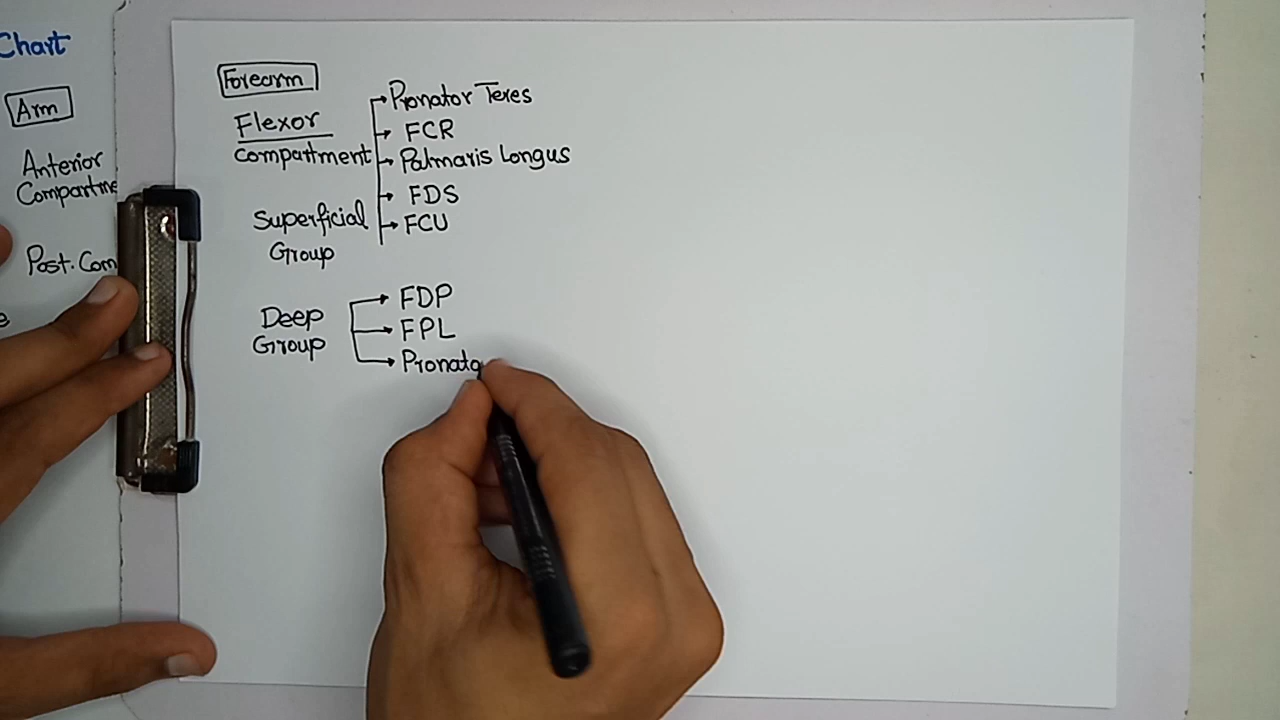 Chart
Arm
Anterior
Compartme
Post. Com
Forearm
Flexor
Compartment
Pronator Teres
FCR
Palmaris Longus
FDS
FCU
Superficial
Group
Deep
Group
FDP
FPL
Pronato